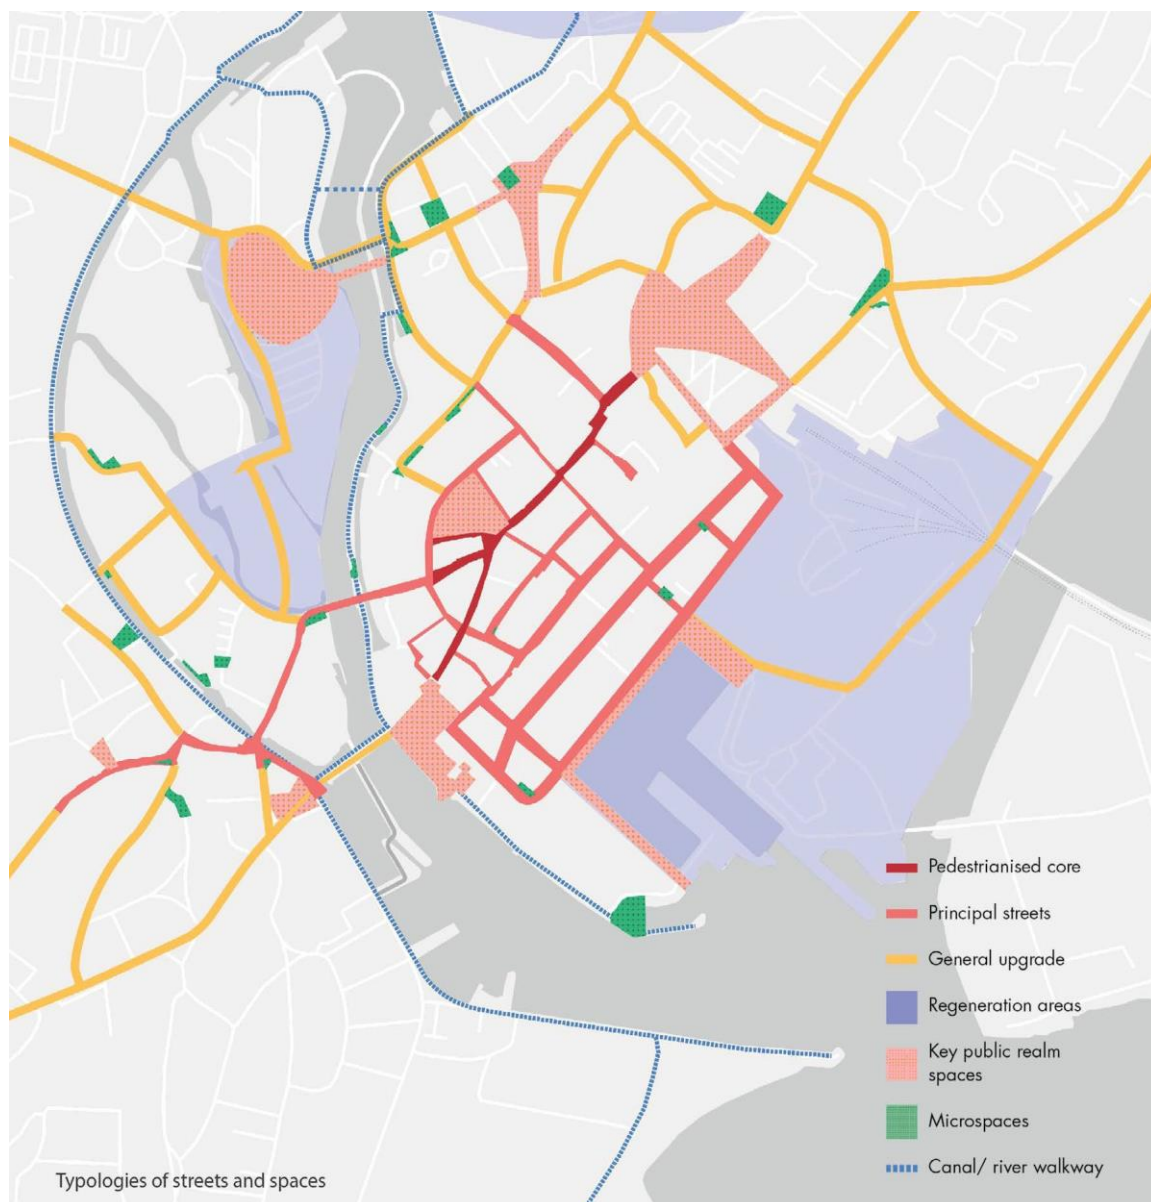 Pedestrianised core
Principal streets
General upgrade
Regeneration areas
Key public realm
spaces
Microspaces
Canal/ river walkway
Typologies of streets and spaces